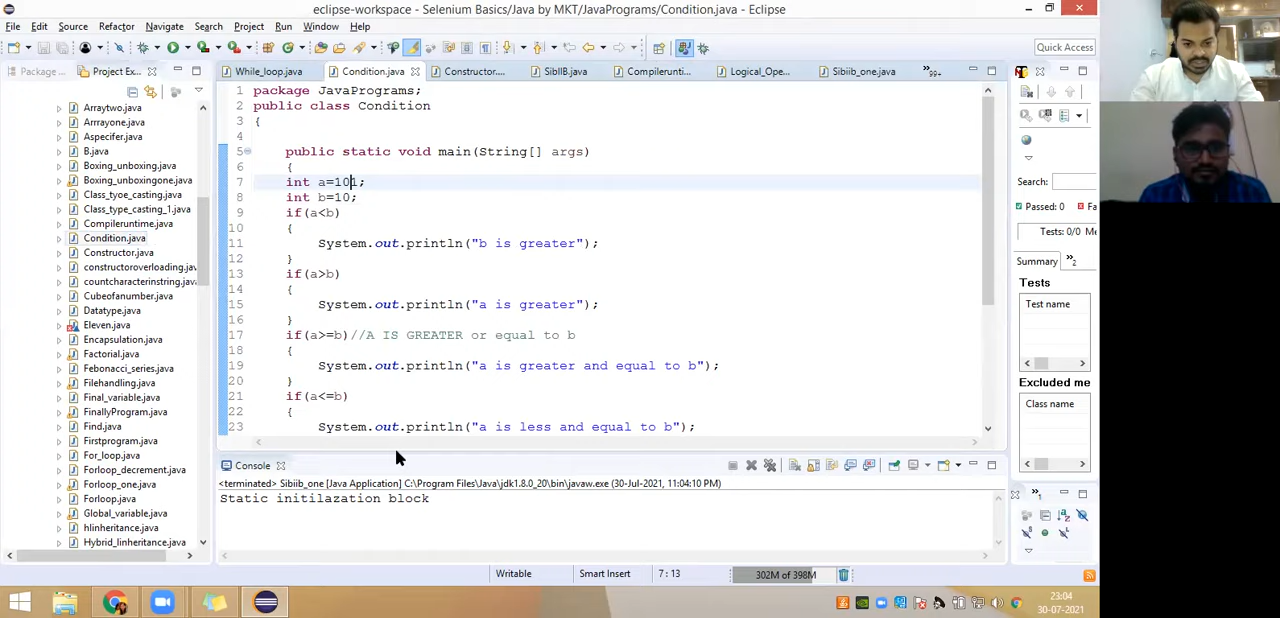 eclipse-workspace - Selenium Basics/Java by MKT/JavaPrograms/Condition.java - Eclipse
File Edit Source Refactor Navigate Search Project Run Window Help
Quick Access
Package ... Project Ex...
While_loop.java Condition.java Constructor.... SibIIB.java Compilerunti... Logical_Ope... Sibiib_one.java »99+
Arraytwo.java
Arrrayone.java
Aspecifer.java
B.java
Boxing_unboxing.java
Boxing_unboxingone.java
Class_tyoe_casting.java
Class_type_casting_1.java
Compileruntime.java
Condition.java
Constructor.java
constructoroverloading.jav
countcharacterinstring.java
Cubeofanumber.java
Datatype.java
Eleven.java
Encapsulation.java
Factorial.java
Febonacci_series.java
Filehandling.java
Final_variable.java
FinallyProgram.java
Find.java
Firstprogram.java
For_loop.java
Forloop_decrement.java
Forloop_one.java
Forloop.java
Global_variable.java
hIinheritance.java
Hybrid_Iinheritance.java
1 package JavaPrograms;
2 public class Condition
3 {
4
5 public static void main(String[] args)
6 {
7 int a=101;
8 int b=10;
9 if(a<b)
10 {
11 System.out.println("b is greater");
12 }
13 if(a>b)
14 {
15 System.out.println("a is greater");
16 }
17 if(a>=b)//A IS GREATER or equal to b
18 {
19 System.out.println("a is greater and equal to b");
20 }
21 if(a<=b)
22 {
23 System.out.println("a is less and equal to b");
Console
<terminated> Sibiib_one [Java Application] C:\Program Files\Java\jdk1.8.0_20\bin\javaw.exe (30-Jul-2021, 11:04:10 PM)
Static initilazation block
Search:
Passed: 0 Fa
Tests: 0/0 Me
Summary »2
Tests
Test name
Excluded me
Class name
»1
Writable Smart Insert 7 : 13 302M of 398M
23:04
30-07-2021